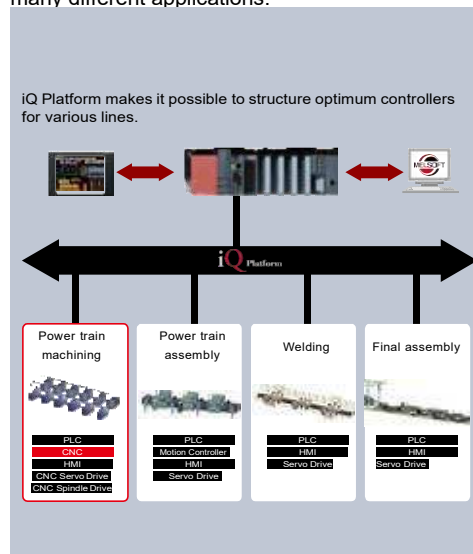 many different applications.
iQ Platform makes it possible to structure optimum controllers
for various lines.
MELSOFT
iQ Platform
Power train
machining
PLC
CNC
HMI
CNC Servo Drive
CNC Spindle Drive
Power train
assembly
PLC
Motion Controller
HMI
Servo Drive
Welding
PLC
HMI
Servo Drive
Final assembly
PLC
HMI
Servo Drive